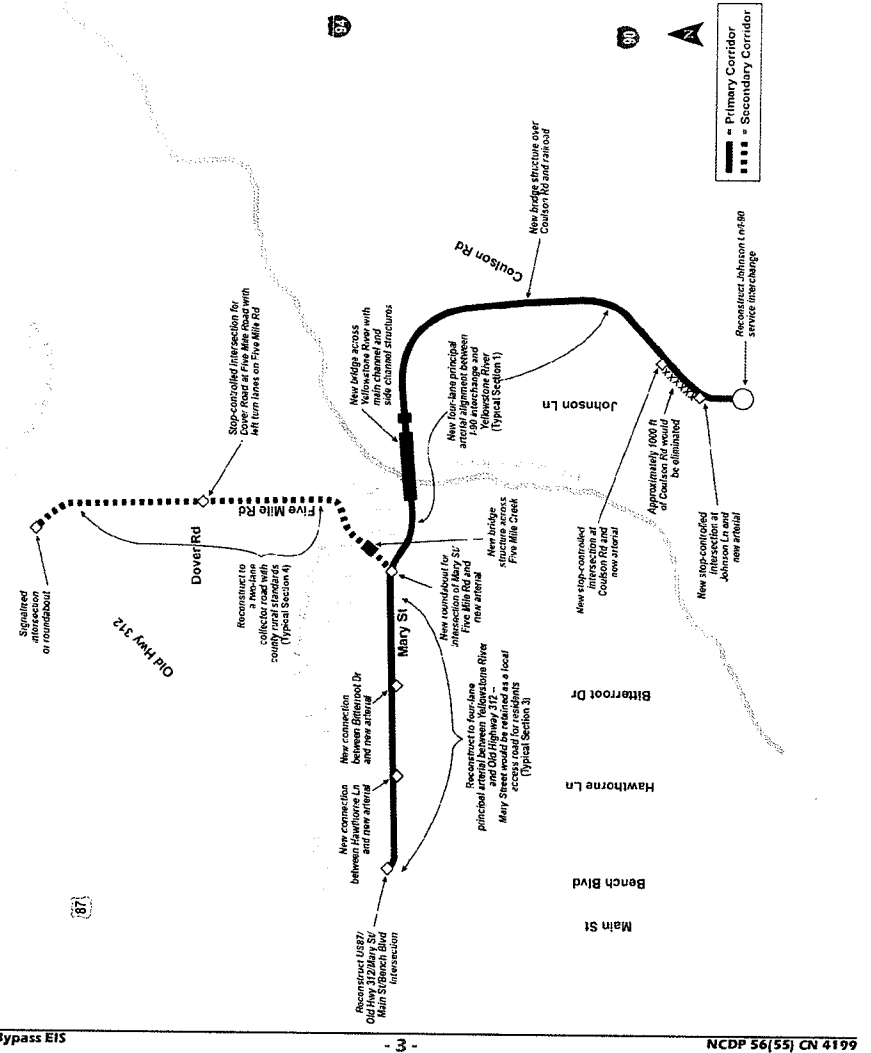 94
90
N
= Primary Corridor
= Secondary Corridor
New bridge structure over
Coulson Rd and railroad
Coulson Rd
Reconstruct Johnson Ln/I-90
service interchange
Stop-controlled intersection for
Dover Road at Five Mile Road with
left turn lanes on Five Mile Rd
New bridge across
Yellowstone River with
main channel and
side channel structures
New four-lane principal
arterial alignment between
I-90 interchange and
Yellowstone River
(Typical Section 1)
Johnson Ln
Approximately 1000 ft
of Coulson Rd would
be eliminated
New stop-controlled
intersection at
Coulson Rd and
new arterial
New stop-controlled
intersection at
Johnson Ln and
new arterial
Signalized
intersection
or roundabout
Old Hwy 312
Dover Rd
Five Mile Rd
Reconstruct to
a two-lane
collector road with
county rural standards
(Typical Section 4)
New bridge
structure across
Five Mile Creek
New roundabout for
intersection of Mary St/
Five Mile Rd and
new arterial
Mary St
New connection
between Bitterroot Dr
and new arterial
New connection
between Hawthorne Ln
and new arterial
Reconstruct to four-lane
principal arterial between Yellowstone River
and Old Highway 312 --
Mary Street would be retained as a local
access road for residents
(Typical Section 3)
Bitterroot Dr
Hawthorne Ln
Bench Blvd
Main St
87
Reconstruct US87/
Old Hwy 312/Mary St/
Main St/Bench Blvd
Intersection
Bypass EIS
- 3 -
NCDP 56(55) CN 4199